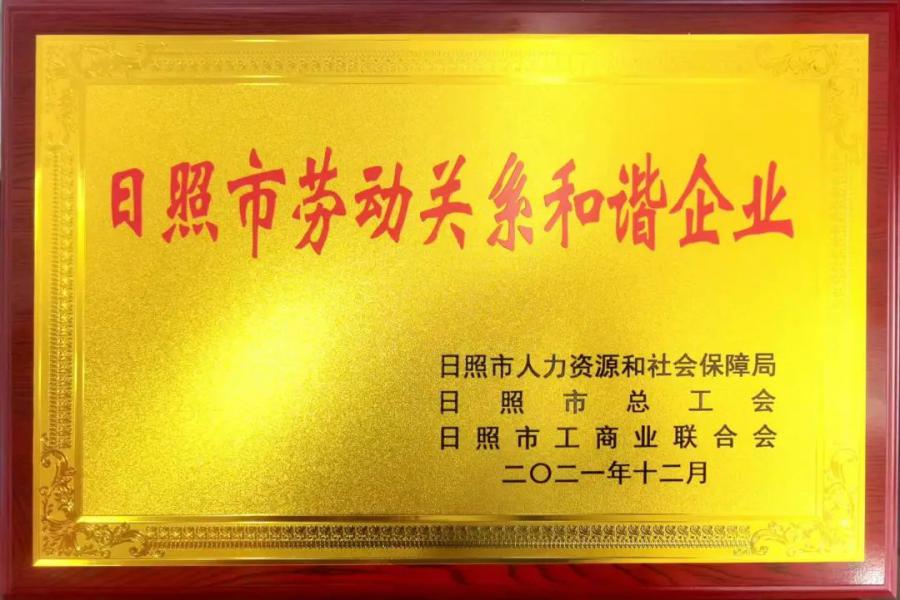 日照市劳动关系和谐企业
日照市人力资源和社会保障局
日照市总工会
日照市工商业联合会
二〇二一年十二月